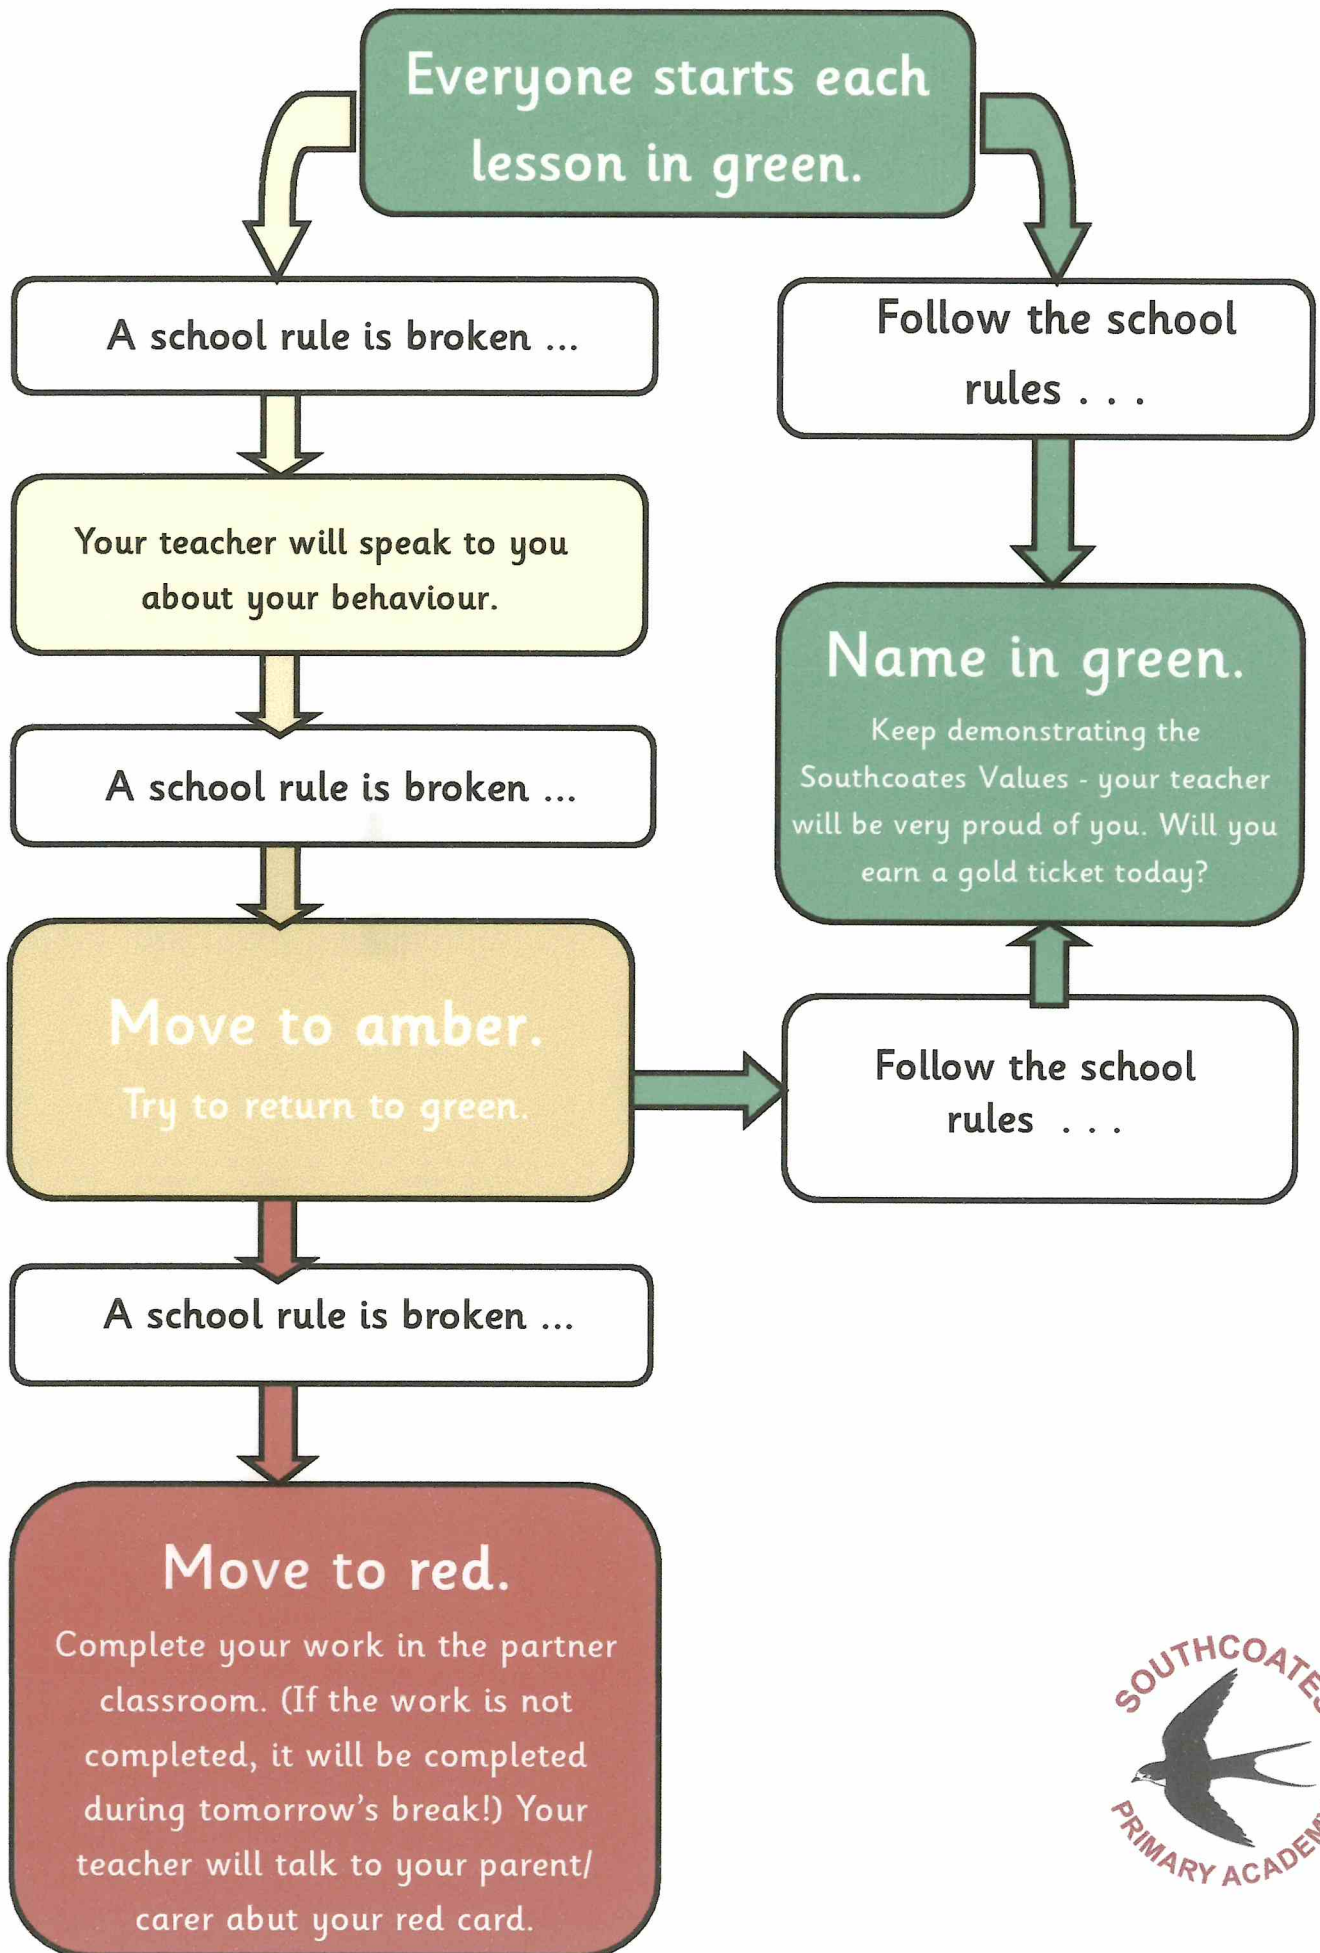 Everyone starts each
lesson in green.
A school rule is broken ...
Follow the school
rules . . .
Your teacher will speak to you
about your behaviour.
Name in green.
Keep demonstrating the
Southcoates Values - your teacher
will be very proud of you. Will you
earn a gold ticket today?
A school rule is broken ...
Move to amber.
Try to return to green.
Follow the school
rules . . .
A school rule is broken ...
Move to red.
Complete your work in the partner
classroom. (If the work is not
completed, it will be completed
during tomorrow's break!) Your
teacher will talk to your parent/
carer abut your red card.
SOUTHCOATES
PRIMARY ACADEMY